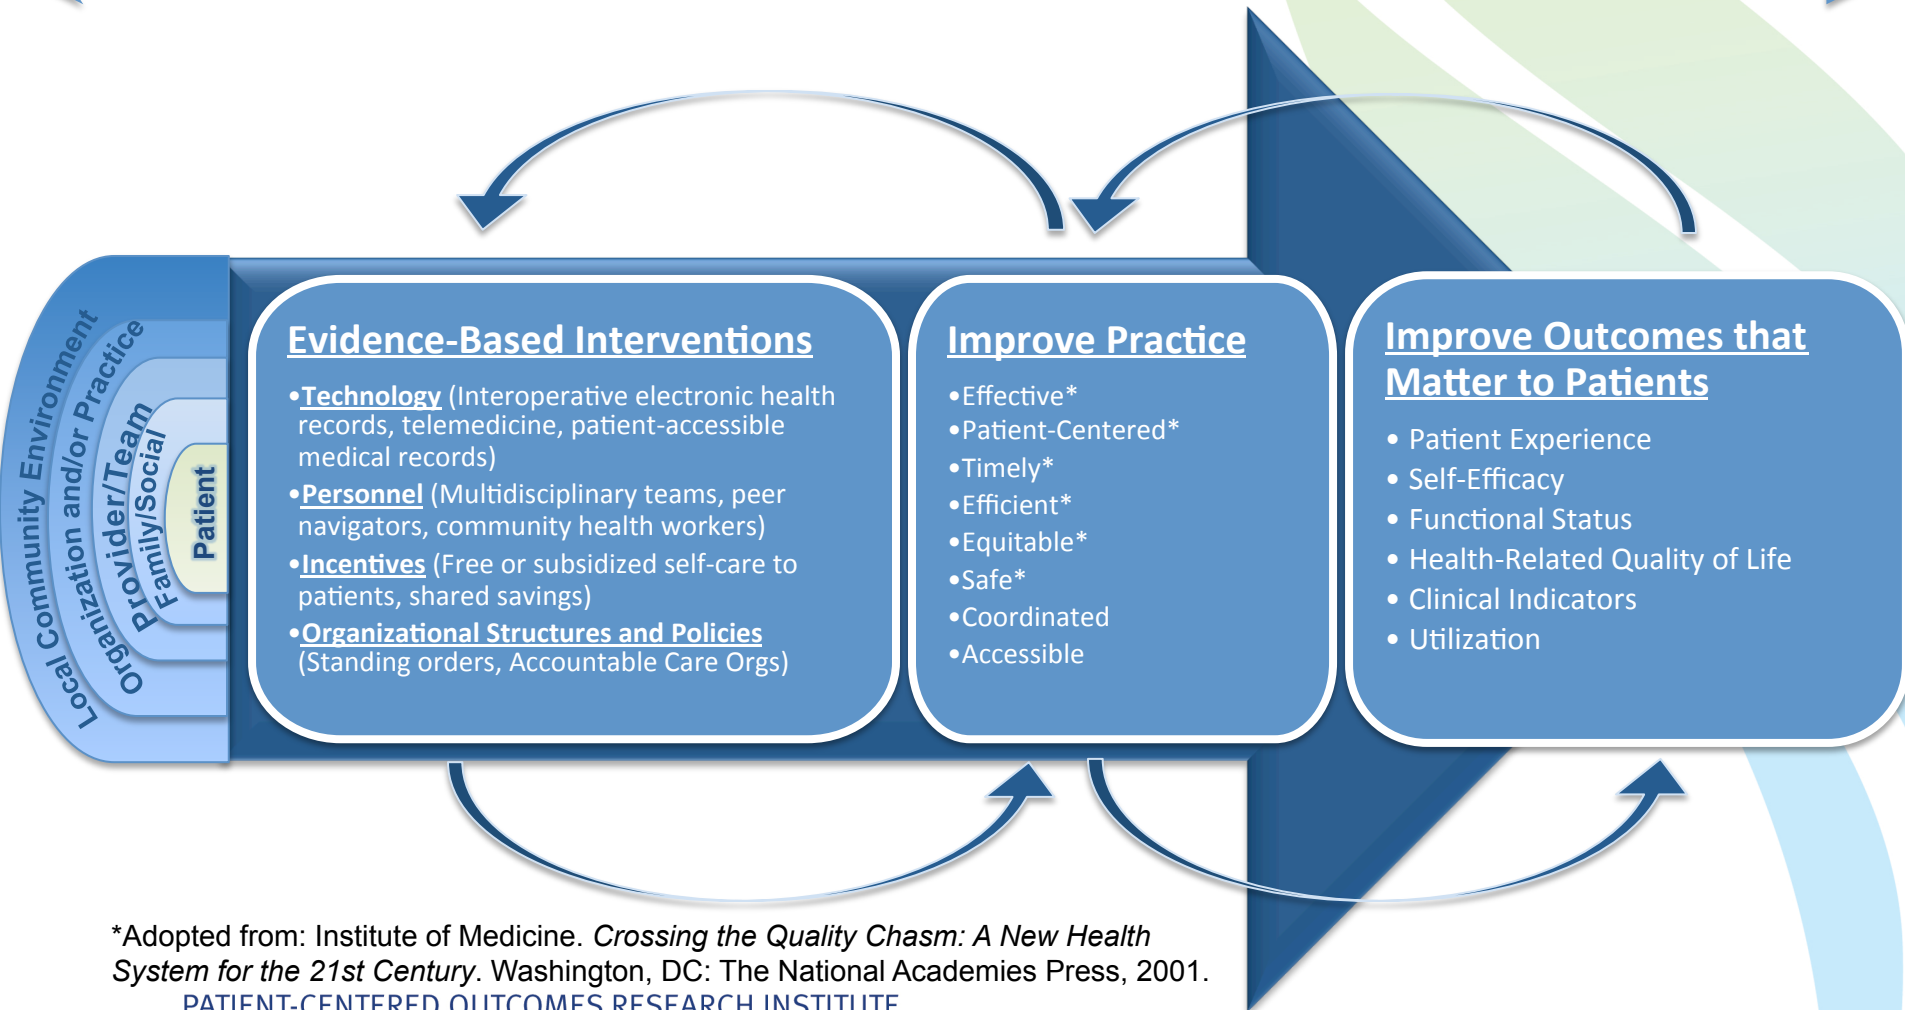 Local Community Environment
Organization and/or Practice
Provider/Team
Family/Social
Patient
Evidence-Based Interventions
•Technology (Interoperative electronic health
records, telemedicine, patient-accessible
medical records)
•Personnel (Multidisciplinary teams, peer
navigators, community health workers)
•Incentives (Free or subsidized self-care to
patients, shared savings)
•Organizational Structures and Policies
(Standing orders, Accountable Care Orgs)
Improve Practice
•Effective*
•Patient-Centered*
•Timely*
•Efficient*
•Equitable*
•Safe*
•Coordinated
•Accessible
Improve Outcomes that
Matter to Patients
• Patient Experience
• Self-Efficacy
• Functional Status
• Health-Related Quality of Life
• Clinical Indicators
• Utilization
*Adopted from: Institute of Medicine. Crossing the Quality Chasm: A New Health
System for the 21st Century. Washington, DC: The National Academies Press, 2001.
PATIENT-CENTERED OUTCOMES RESEARCH INSTITUTE